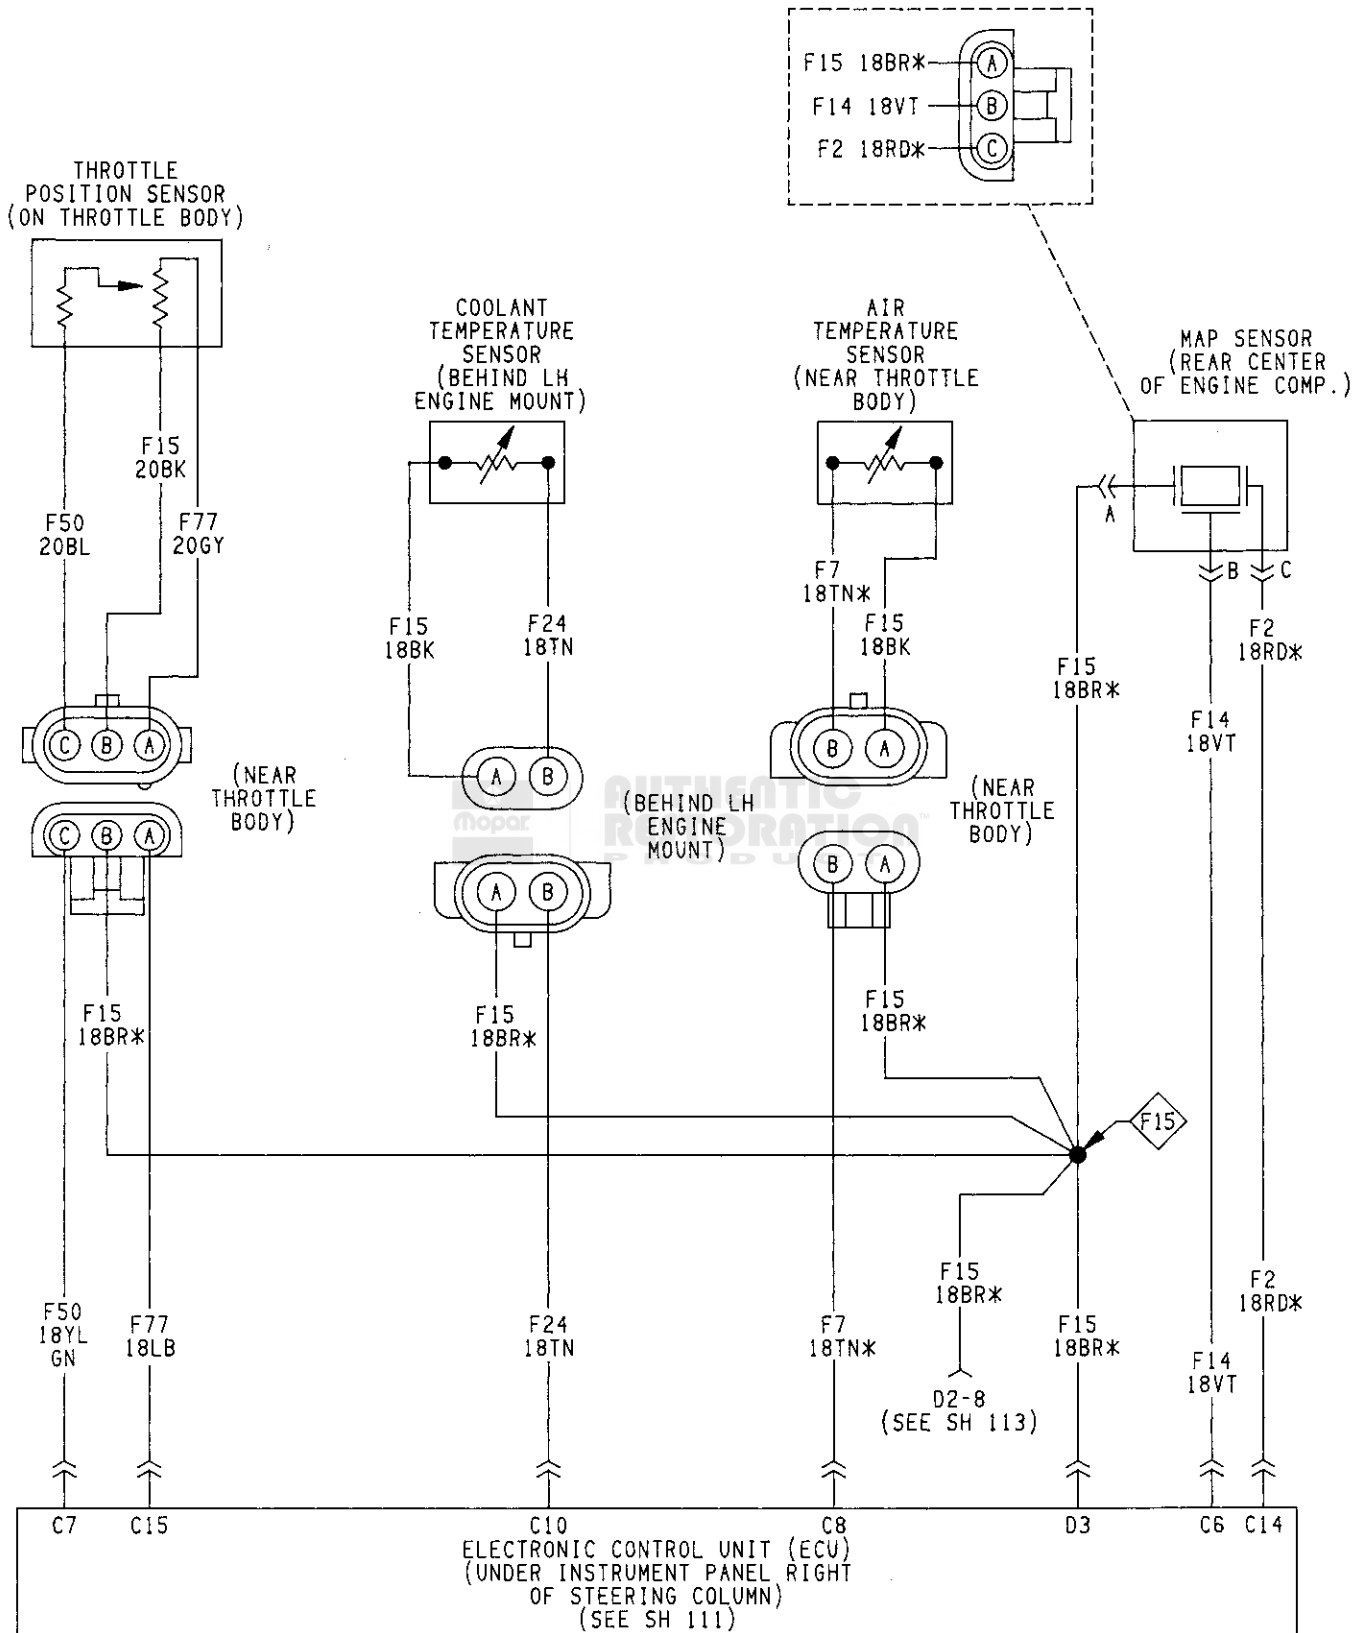 F15 18BR*
A
F14 18VT
B
F2 18RD*
C
THROTTLE
POSITION SENSOR
(ON THROTTLE BODY)
COOLANT
TEMPERATURE
SENSOR
(BEHIND LH
ENGINE MOUNT)
AIR
TEMPERATURE
SENSOR
(NEAR THROTTLE
BODY)
MAP SENSOR
(REAR CENTER
OF ENGINE COMP.)
F15
20BK
F50
20BL
F77
20GY
A
B
C
F7
18TN*
F15
18BK
F24
18TN
F15
18BK
F2
18RD*
F15
18BR*
F14
18VT
C B A
A B
B A
(NEAR
THROTTLE
BODY)
(BEHIND LH
ENGINE
MOUNT)
(NEAR
THROTTLE
BODY)
Mopar
AUTHENTIC
RESTORATION™
PRODUCT
C B A
A B
B A
F15
18BR*
F15
18BR*
F15
18BR*
F15
F15
18BR*
F50
18YL
GN
F77
18LB
F24
18TN
F7
18TN*
F15
18BR*
F2
18RD*
F14
18VT
D2-8
(SEE SH 113)
C7 C15 C10 C8 D3 C6 C14
ELECTRONIC CONTROL UNIT (ECU)
(UNDER INSTRUMENT PANEL RIGHT
OF STEERING COLUMN)
(SEE SH 111)